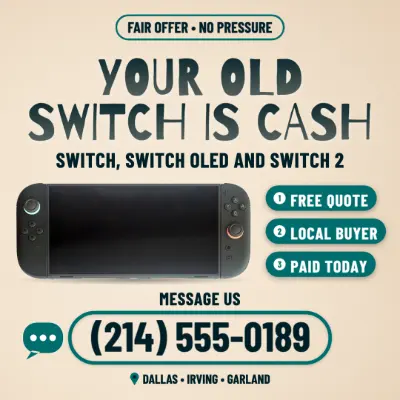 FAIR OFFER • NO PRESSURE
YOUR OLD
SWITCH IS CASH
SWITCH, SWITCH OLED AND SWITCH 2
1 FREE QUOTE
2 LOCAL BUYER
3 PAID TODAY
MESSAGE US
(214) 555-0189
DALLAS • IRVING • GARLAND